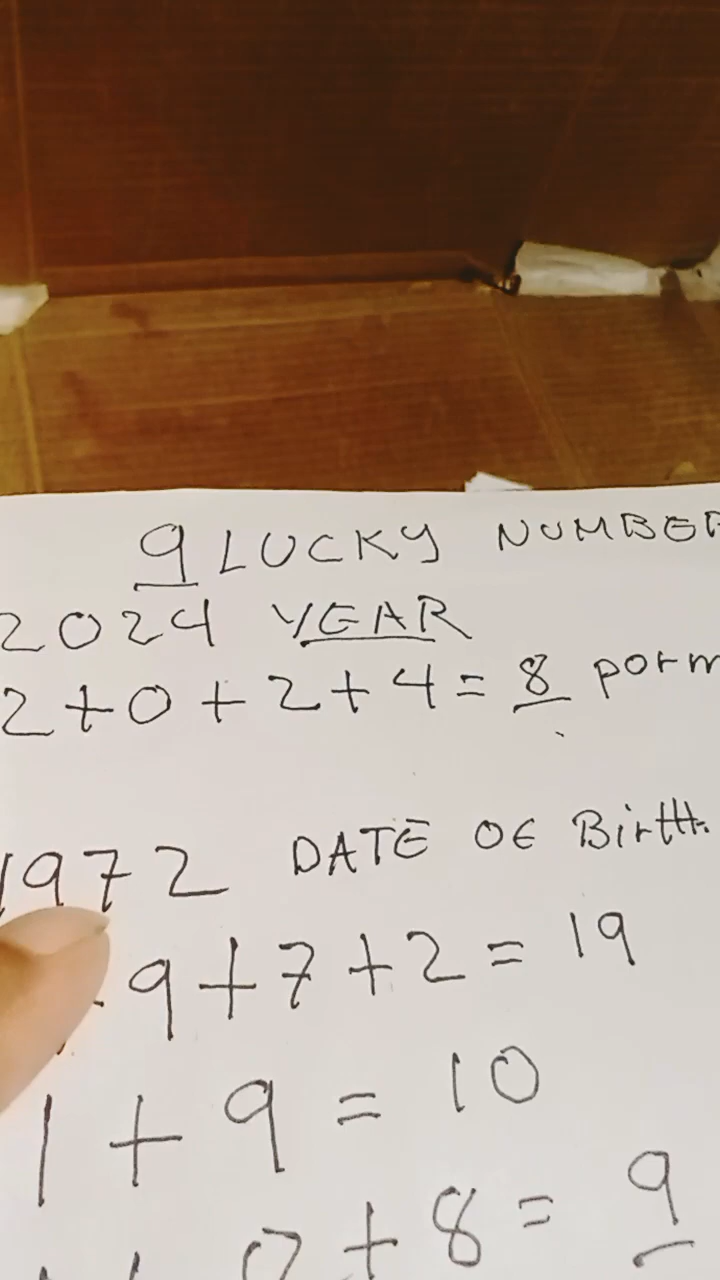 9 LUCKY NUMBER
2024 YEAR
2+0+2+4=8
1972 DATE OF Birth.
9+7+2=19
1+9=10
0+8=9